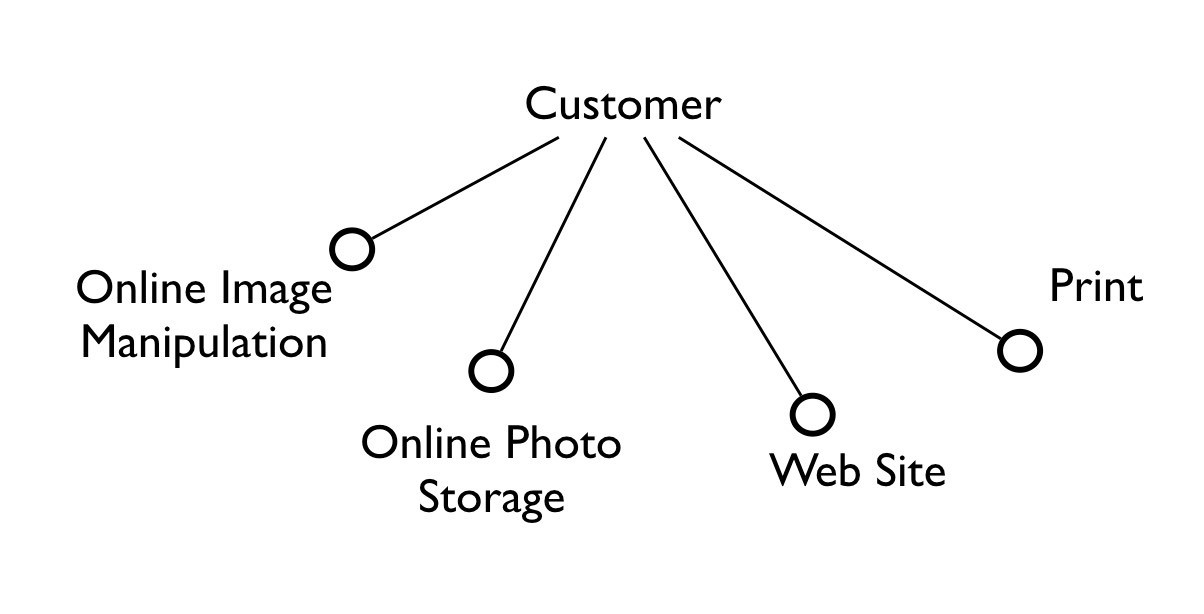 Customer
Online Image
Manipulation
Print
Online Photo
Storage
Web Site